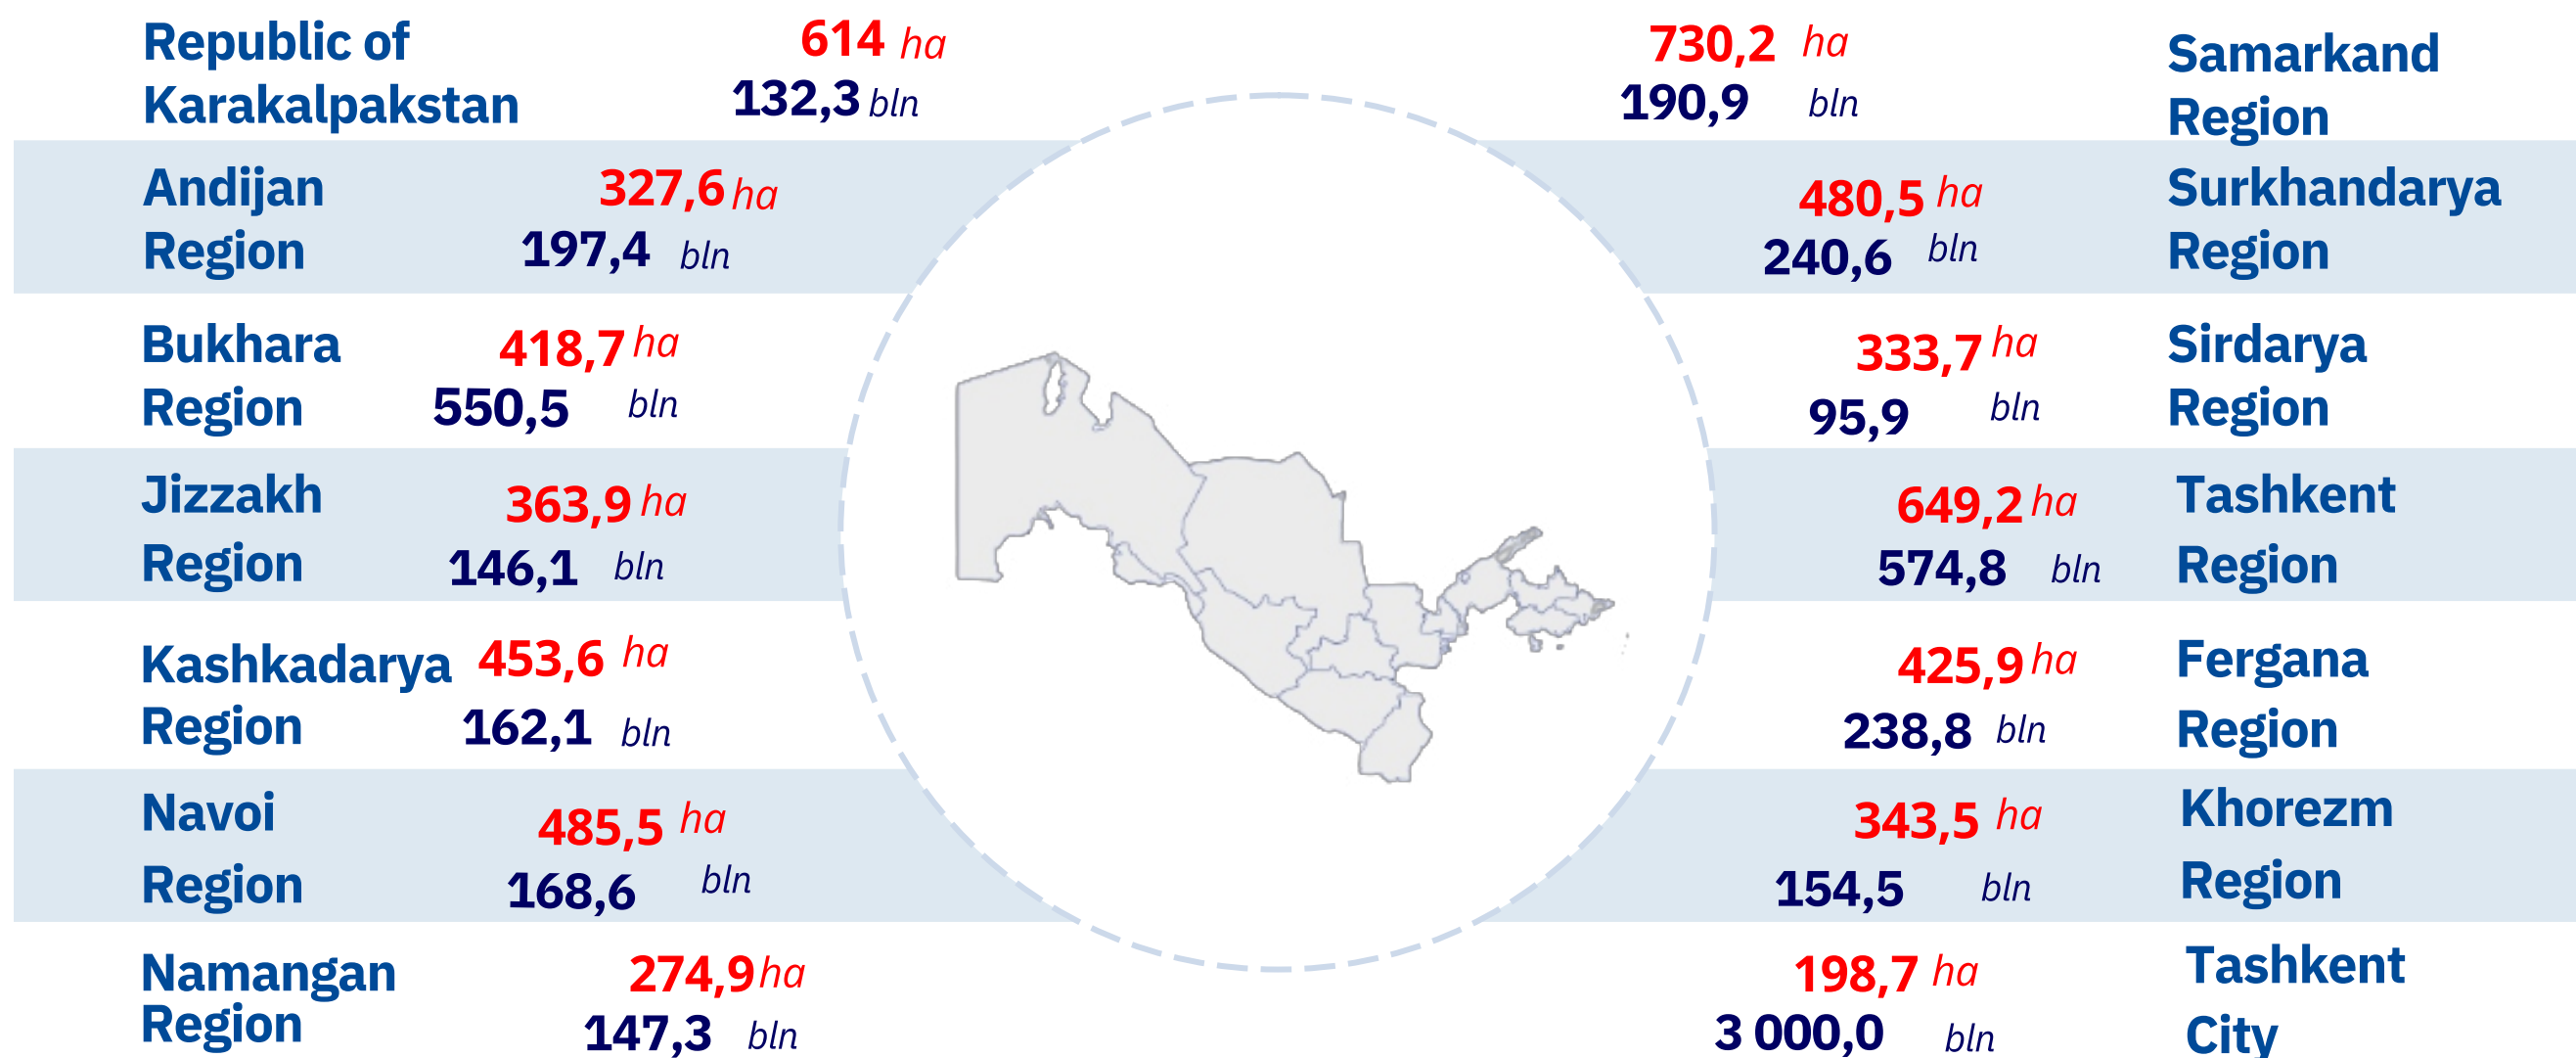 Republic of
Karakalpakstan
614 ha
132,3 bln
Andijan
Region
327,6 ha
197,4 bln
Bukhara
Region
418,7 ha
550,5 bln
Jizzakh
Region
363,9 ha
146,1 bln
Kashkadarya
Region
453,6 ha
162,1 bln
Navoi
Region
485,5 ha
168,6 bln
Namangan
Region
274,9 ha
147,3 bln
730,2 ha
190,9 bln
Samarkand
Region
480,5 ha
240,6 bln
Surkhandarya
Region
333,7 ha
95,9 bln
Sirdarya
Region
649,2 ha
574,8 bln
Tashkent
Region
425,9 ha
238,8 bln
Fergana
Region
343,5 ha
154,5 bln
Khorezm
Region
198,7 ha
3 000,0 bln
Tashkent
City